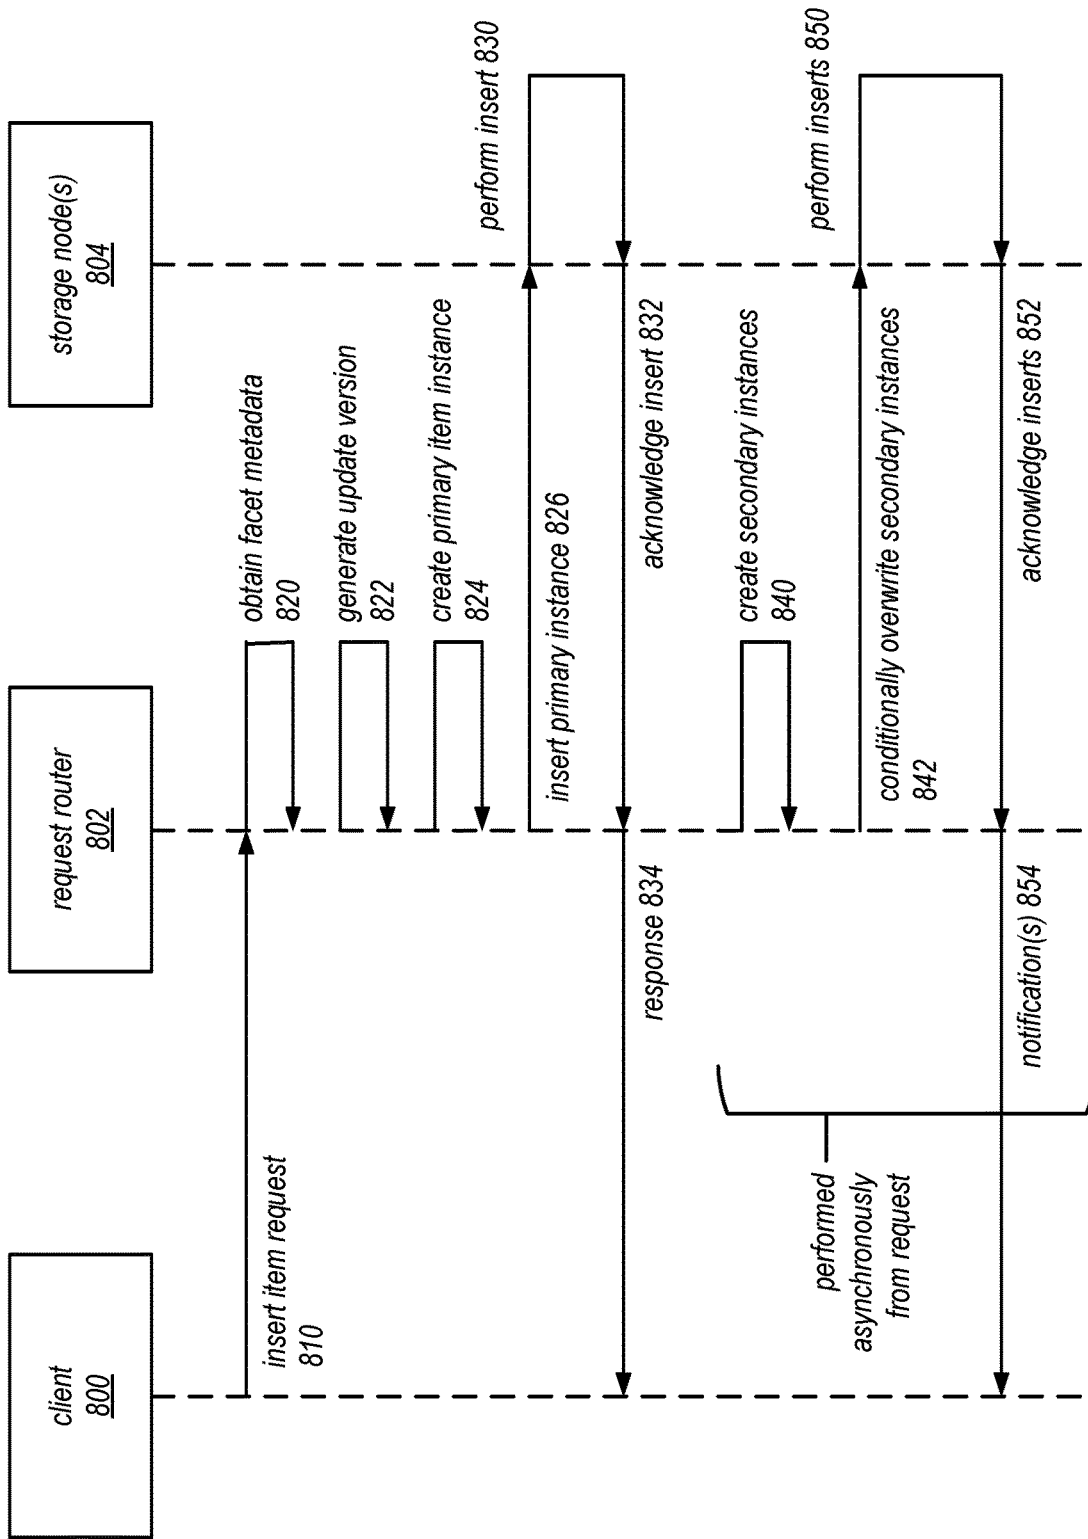 client
800
request router
802
storage node(s)
804
insert item request
810
obtain facet metadata
820
generate update version
822
create primary item instance
824
insert primary instance 826
perform insert 830
acknowledge insert 832
response 834
create secondary instances
840
performed
asynchronously
from request
conditionally overwrite secondary instances
842
perform inserts 850
acknowledge inserts 852
notification(s) 854